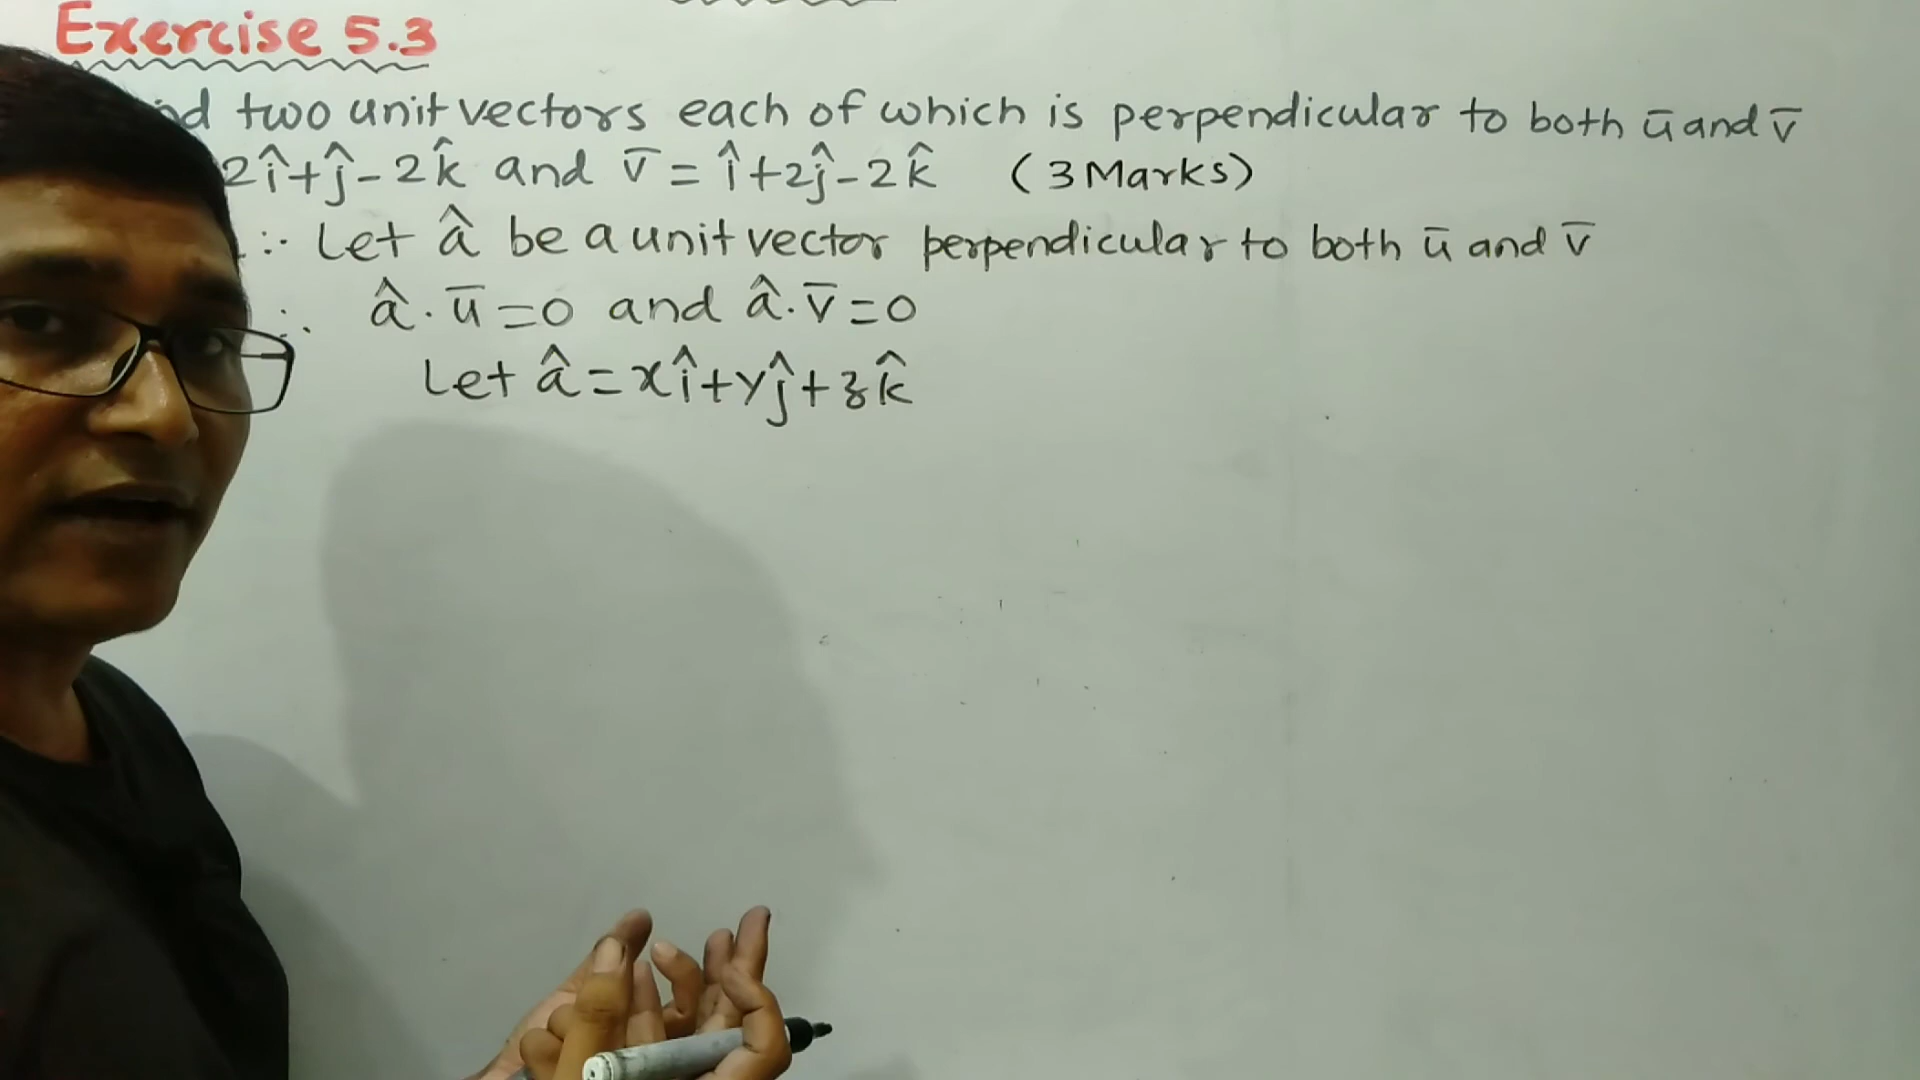 Exercise 5.3
two unit vectors each of which is perpendicular to both ū and v̄
2î+ĵ-2k̂ and v̄ = î+2ĵ-2k̂ (3 Marks)
:- Let â be a unit vector perpendicular to both ū and v̄
∴ â·ū=0 and â·v̄=0
Let â=xî+yĵ+zk̂